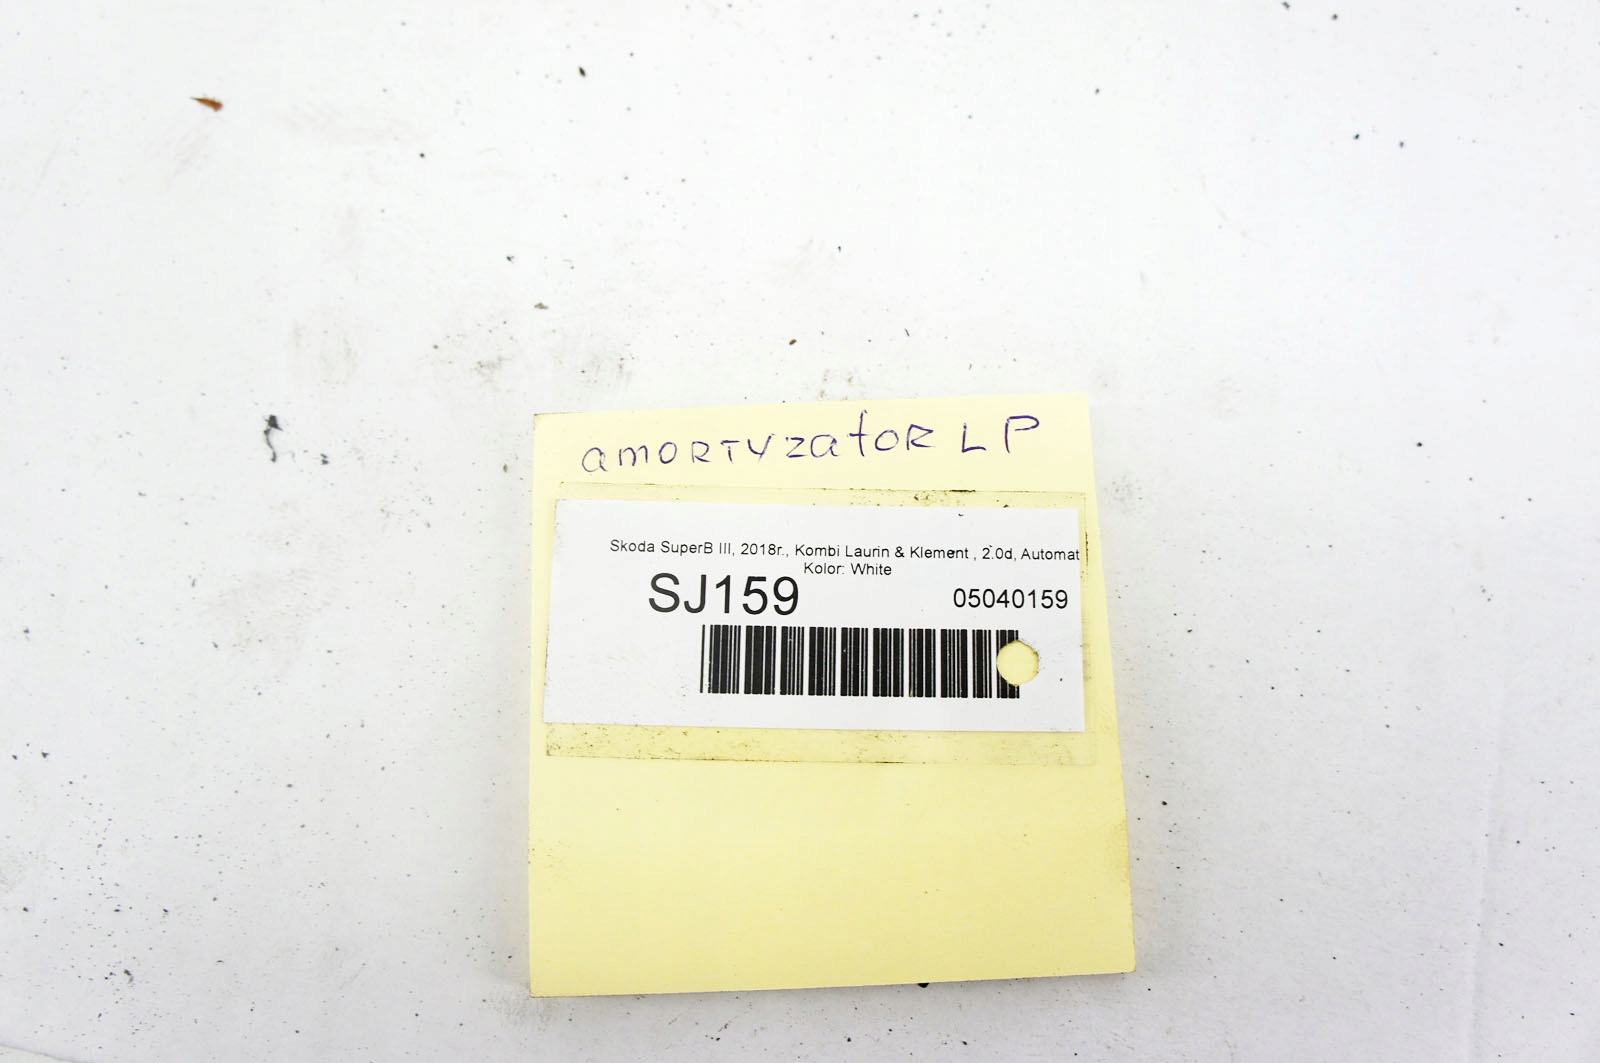 amortyzator LP
Skoda SuperB III, 2018r., Kombi Laurin & Klement , 2.0d, Automat
Kolor: White
SJ159 05040159